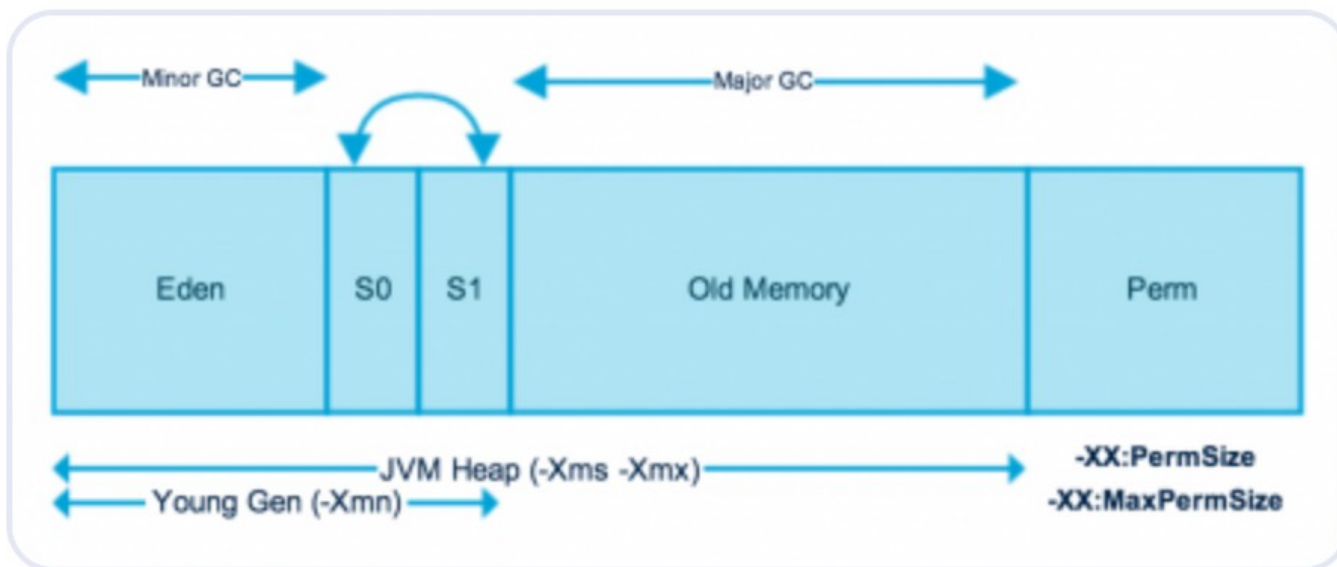 Minor GC
Major GC
Eden
S0
S1
Old Memory
Perm
JVM Heap (-Xms -Xmx)
-XX:PermSize
Young Gen (-Xmn)
-XX:MaxPermSize